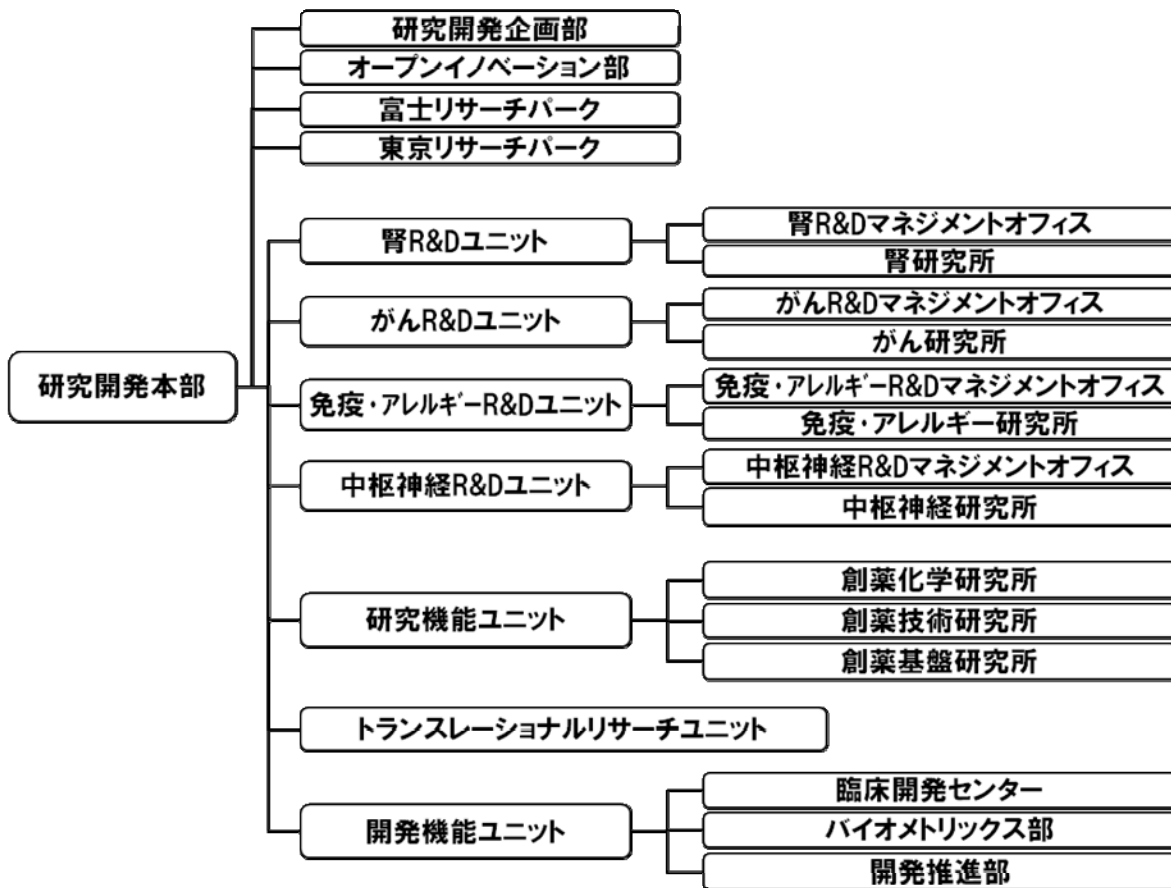 研究開発本部
研究開発企画部
オープンイノベーション部
富士リサーチパーク
東京リサーチパーク
腎R&Dユニット
腎R&Dマネジメントオフィス
腎研究所
がんR&Dユニット
がんR&Dマネジメントオフィス
がん研究所
免疫・アレルギーR&Dユニット
免疫・アレルギーR&Dマネジメントオフィス
免疫・アレルギー研究所
中枢神経R&Dユニット
中枢神経R&Dマネジメントオフィス
中枢神経研究所
研究機能ユニット
創薬化学研究所
創薬技術研究所
創薬基盤研究所
トランスレーショナルリサーチユニット
開発機能ユニット
臨床開発センター
バイオメトリックス部
開発推進部